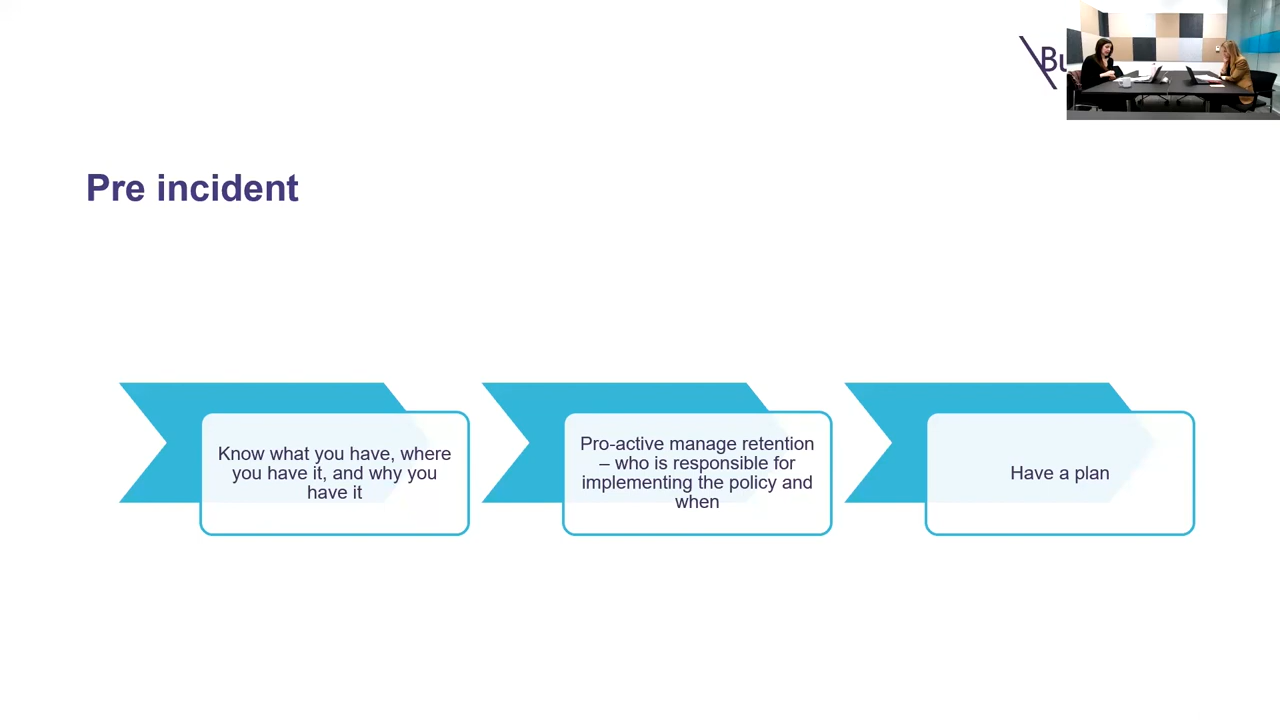 Pre incident
Know what you have, where
you have it, and why you
have it
Pro-active manage retention
– who is responsible for
implementing the policy and
when
Have a plan